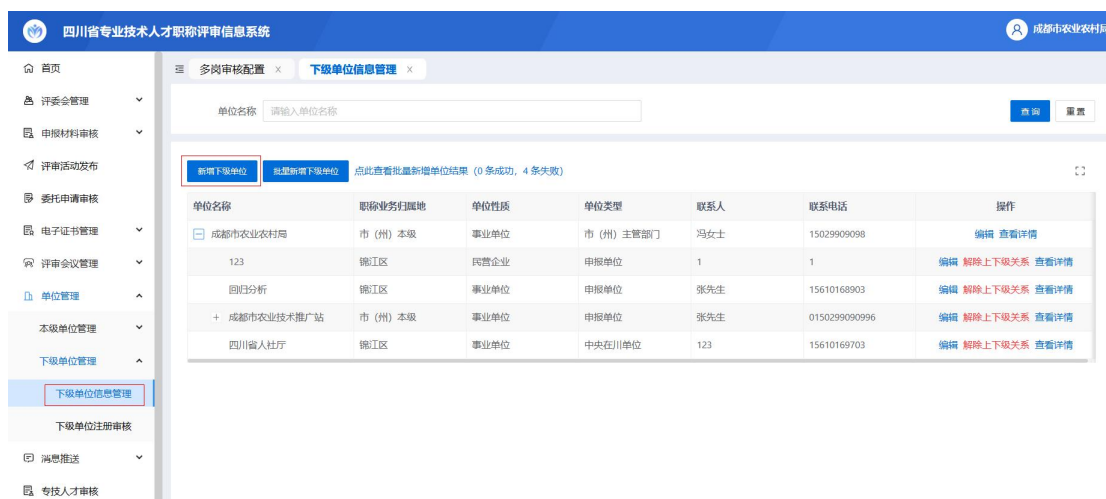 四川省专业技术人才职称评审信息系统
成都市农业农村局
首页
多岗审核配置 ×
下级单位信息管理 ×
评委会管理
单位名称 请输入单位名称
查询 重置
申报材料审核
评审活动发布
新增下级单位 批量新增下级单位 点此查看批量新增单位结果(0 条成功, 4 条失败)
委托申请审核
单位名称 职称业务归属地 单位性质 单位类型 联系人 联系电话 操作
电子证书管理
成都市农业农村局 市(州)本级 事业单位 市(州)主管部门 冯女士 15029909098 编辑 查看详情
评审会议管理
123 锦江区 民营企业 申报单位 1 1 编辑 解除上下级关系 查看详情
单位管理
回归分析 锦江区 事业单位 申报单位 张先生 15610168903 编辑 解除上下级关系 查看详情
本级单位管理
+ 成都市农业技术推广站 市(州)本级 事业单位 申报单位 张先生 0150299090996 编辑 解除上下级关系 查看详情
四川省人社厅 锦江区 事业单位 中央在川单位 123 15610169703 编辑 解除上下级关系 查看详情
下级单位管理
下级单位信息管理
下级单位注册审核
消息推送
专技人才审核